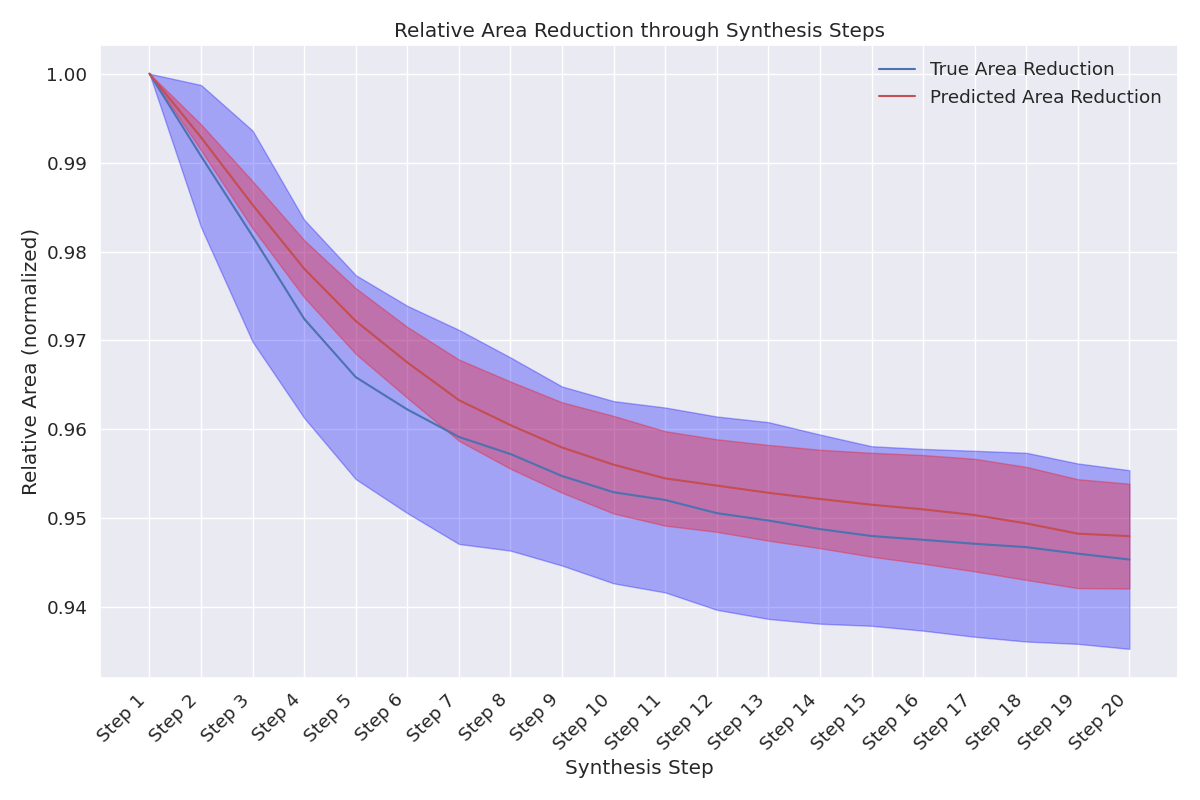 Relative Area Reduction through Synthesis Steps
True Area Reduction
Predicted Area Reduction
Relative Area (normalized)
1.00
0.99
0.98
0.97
0.96
0.95
0.94
Step 1
Step 2
Step 3
Step 4
Step 5
Step 6
Step 7
Step 8
Step 9
Step 10
Step 11
Step 12
Step 13
Step 14
Step 15
Step 16
Step 17
Step 18
Step 19
Step 20
Synthesis Step